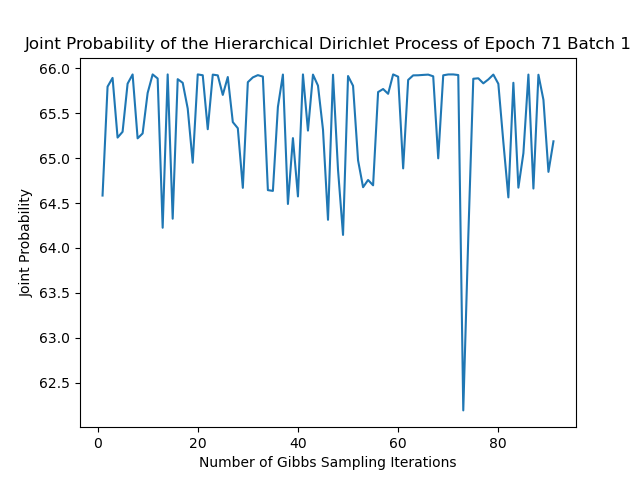 Joint Probability of the Hierarchical Dirichlet Process of Epoch 71 Batch 1
66.0
65.5
65.0
64.5
64.0
63.5
63.0
62.5
Joint Probability
0 20 40 60 80
Number of Gibbs Sampling Iterations